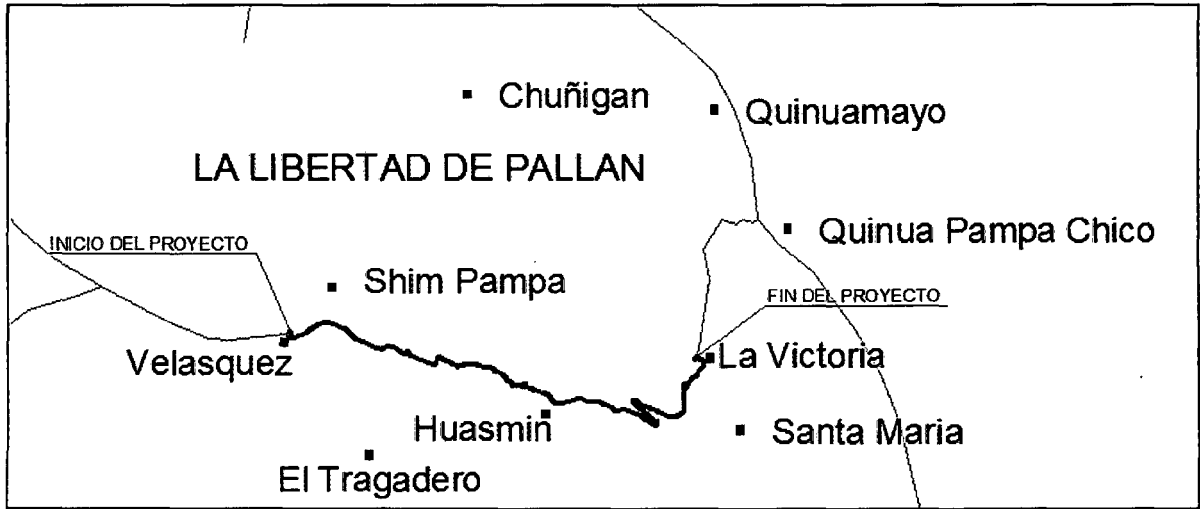 Chuñigan
Quinuamayo
LA LIBERTAD DE PALLAN
Quinua Pampa Chico
INICIO DEL PROYECTO
Shim Pampa
FIN DEL PROYECTO
Velasquez
La Victoria
Huasmin
Santa Maria
El Tragadero